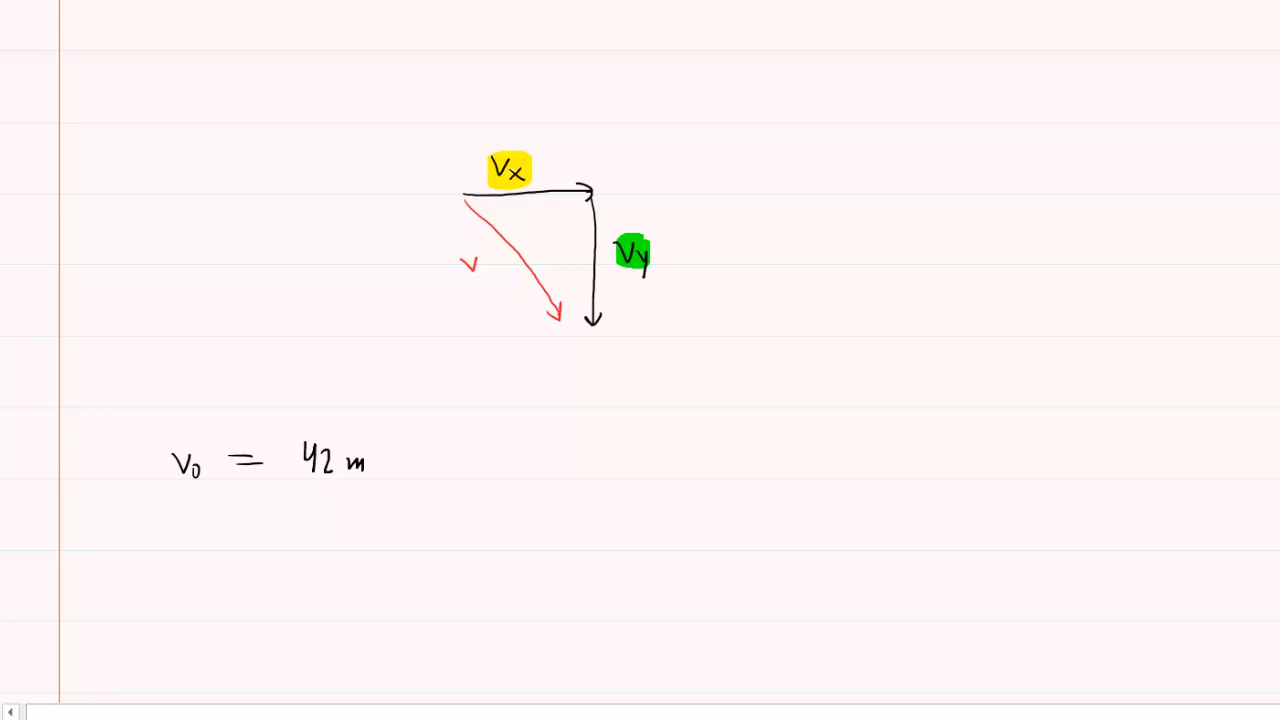 Vx
Vy
v
v₀ = 42 m